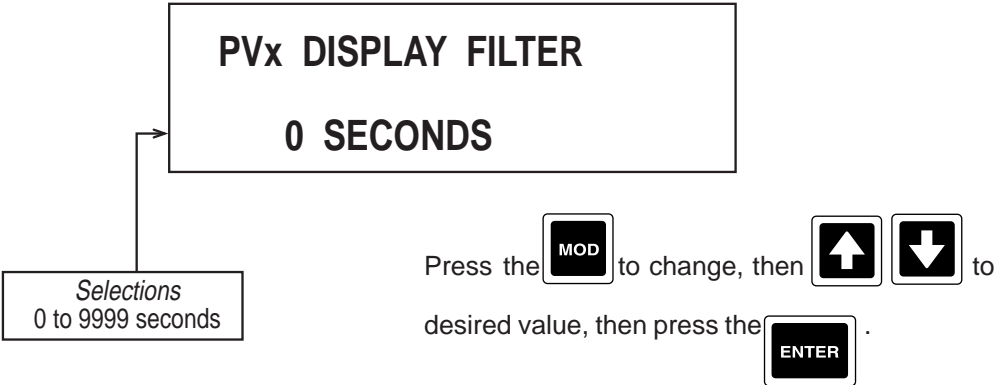 PVx DISPLAY FILTER
0 SECONDS
Selections
0 to 9999 seconds
Press the MOD to change, then to
desired value, then press the ENTER .